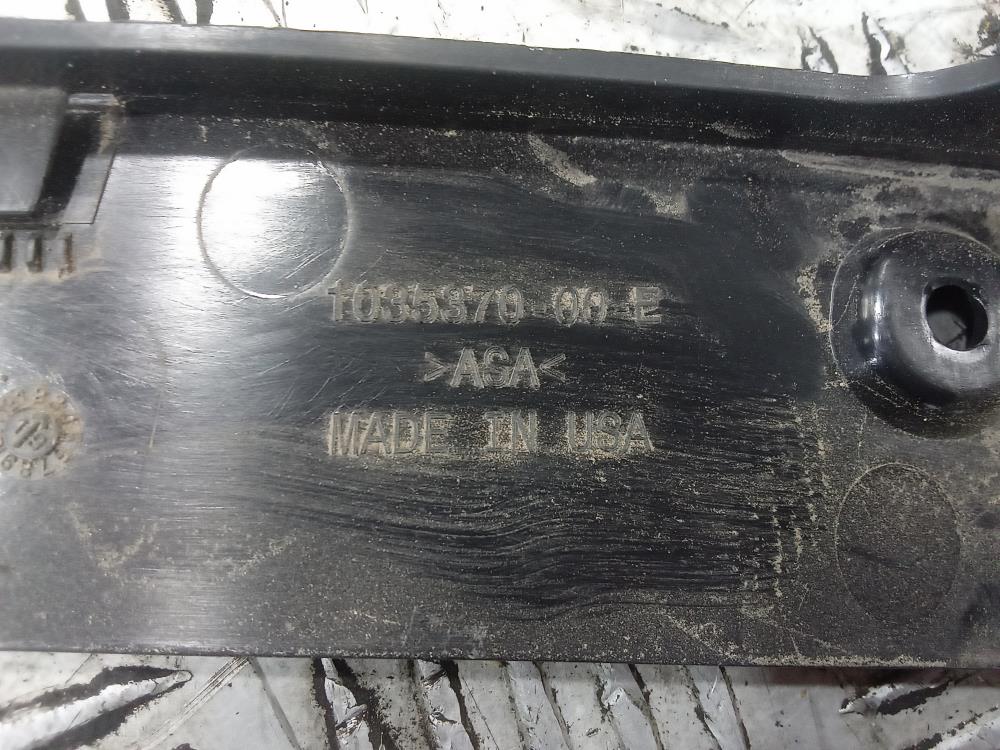 1035370-00-E
>ASA<
MADE IN USA